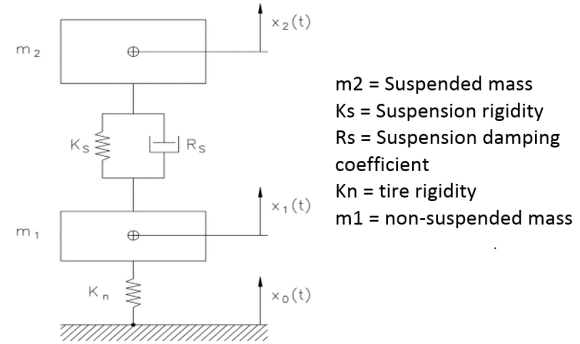 x₂(t)
m₂
Kₛ
Rₛ
x₁(t)
m₁
Kₙ
x₀(t)
m2 = Suspended mass
Ks = Suspension rigidity
Rs = Suspension damping
coefficient
Kn = tire rigidity
m1 = non-suspended mass
.